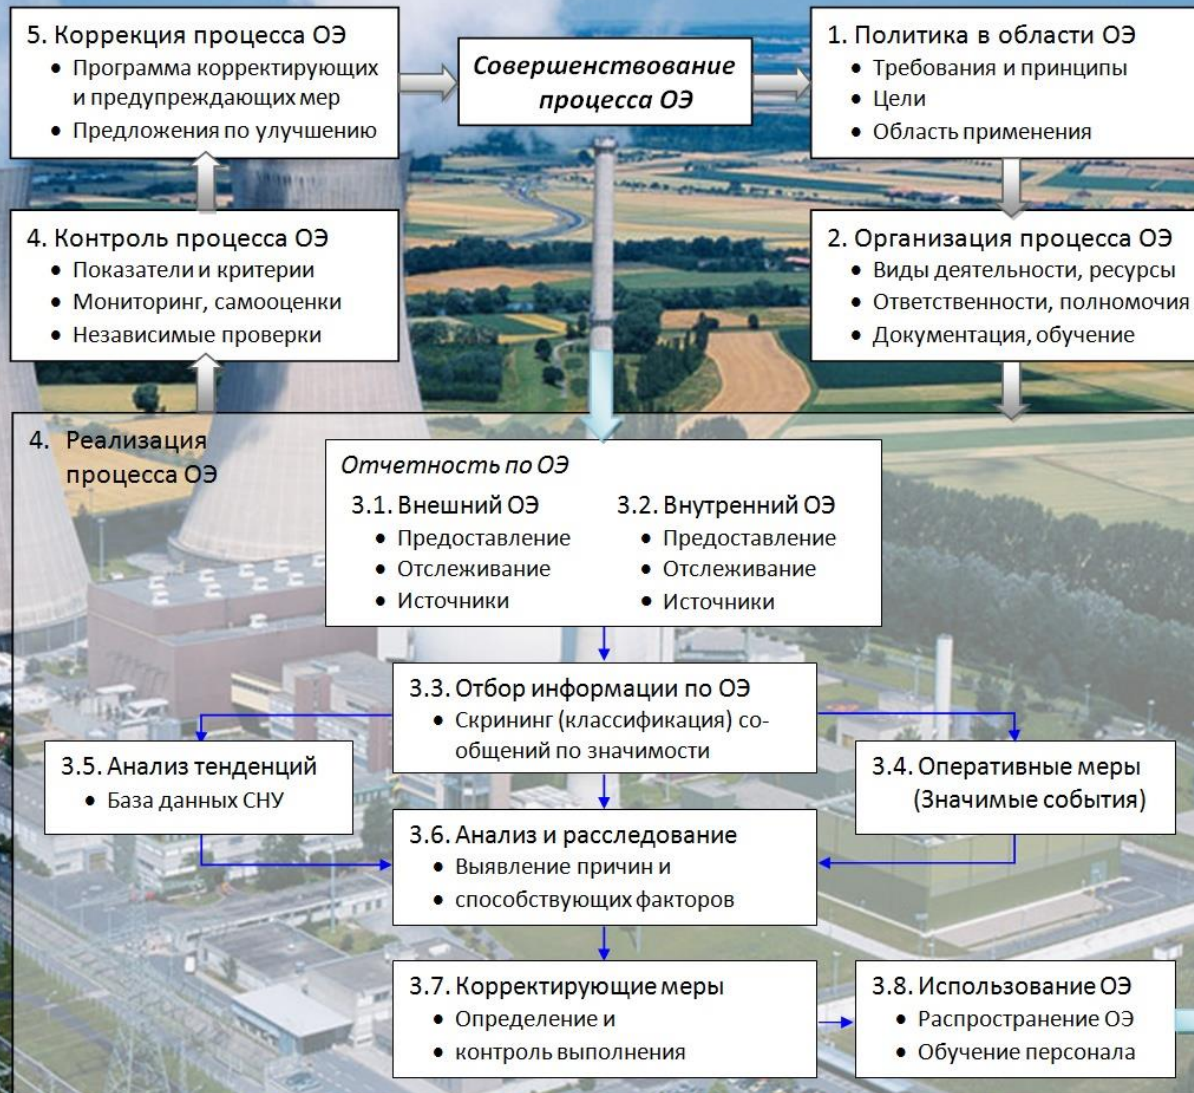 5. Коррекция процесса ОЭ
• Программа корректирующих
и предупреждающих мер
• Предложения по улучшению
Совершенствование
процесса ОЭ
1. Политика в области ОЭ
• Требования и принципы
• Цели
• Область применения
4. Контроль процесса ОЭ
• Показатели и критерии
• Мониторинг, самооценки
• Независимые проверки
2. Организация процесса ОЭ
• Виды деятельности, ресурсы
• Ответственности, полномочия
• Документация, обучение
4. Реализация
процесса ОЭ
Отчетность по ОЭ
3.1. Внешний ОЭ
• Предоставление
• Отслеживание
• Источники
3.2. Внутренний ОЭ
• Предоставление
• Отслеживание
• Источники
3.3. Отбор информации по ОЭ
• Скрининг (классификация) со-
общений по значимости
3.5. Анализ тенденций
• База данных СНУ
3.4. Оперативные меры
(Значимые события)
3.6. Анализ и расследование
• Выявление причин и
• способствующих факторов
3.7. Корректирующие меры
• Определение и
• контроль выполнения
3.8. Использование ОЭ
• Распространение ОЭ
• Обучение персонала